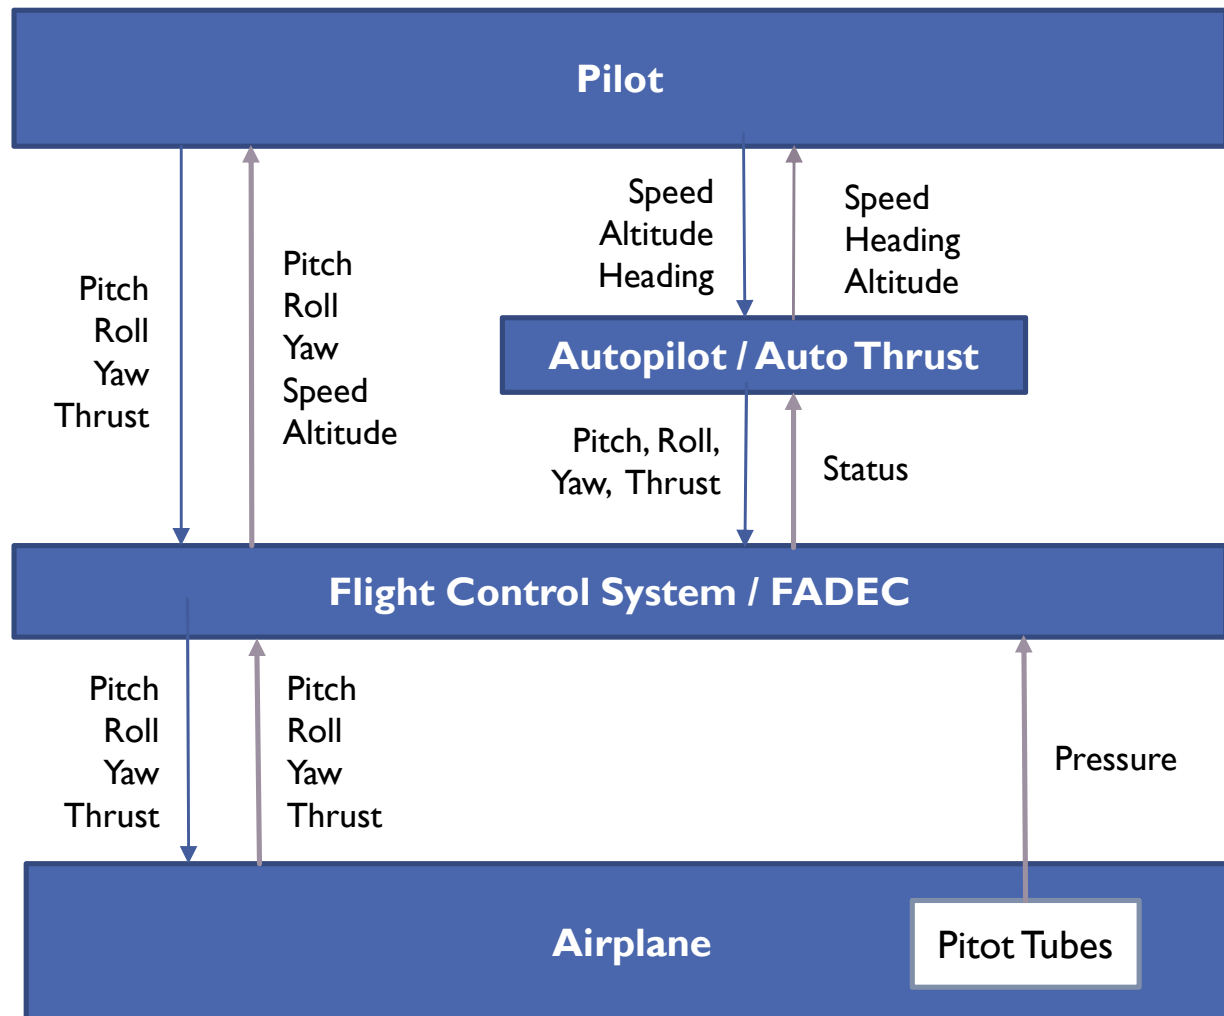 Pilot
Pitch
Roll
Yaw
Thrust
Pitch
Roll
Yaw
Speed
Altitude
Speed
Altitude
Heading
Speed
Heading
Altitude
Autopilot / Auto Thrust
Pitch, Roll,
Yaw, Thrust
Status
Flight Control System / FADEC
Pitch
Roll
Yaw
Thrust
Pitch
Roll
Yaw
Thrust
Pressure
Airplane
Pitot Tubes